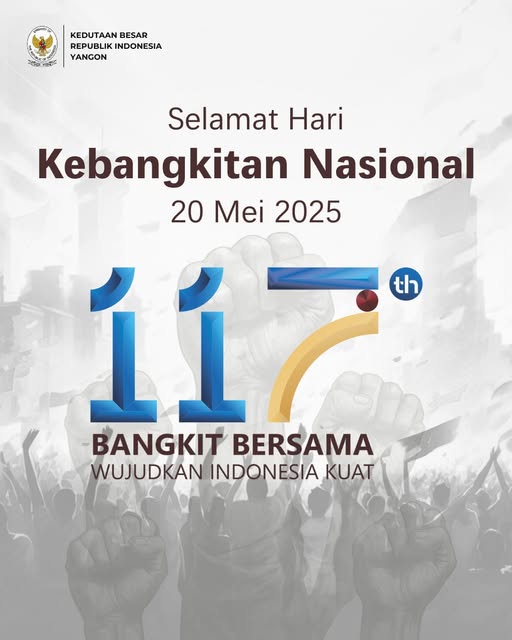 KEDUTAAN BESAR
REPUBLIK INDONESIA
YANGON
Selamat Hari
Kebangkitan Nasional
20 Mei 2025
117 th
BANGKIT BERSAMA
WUJUDKAN INDONESIA KUAT